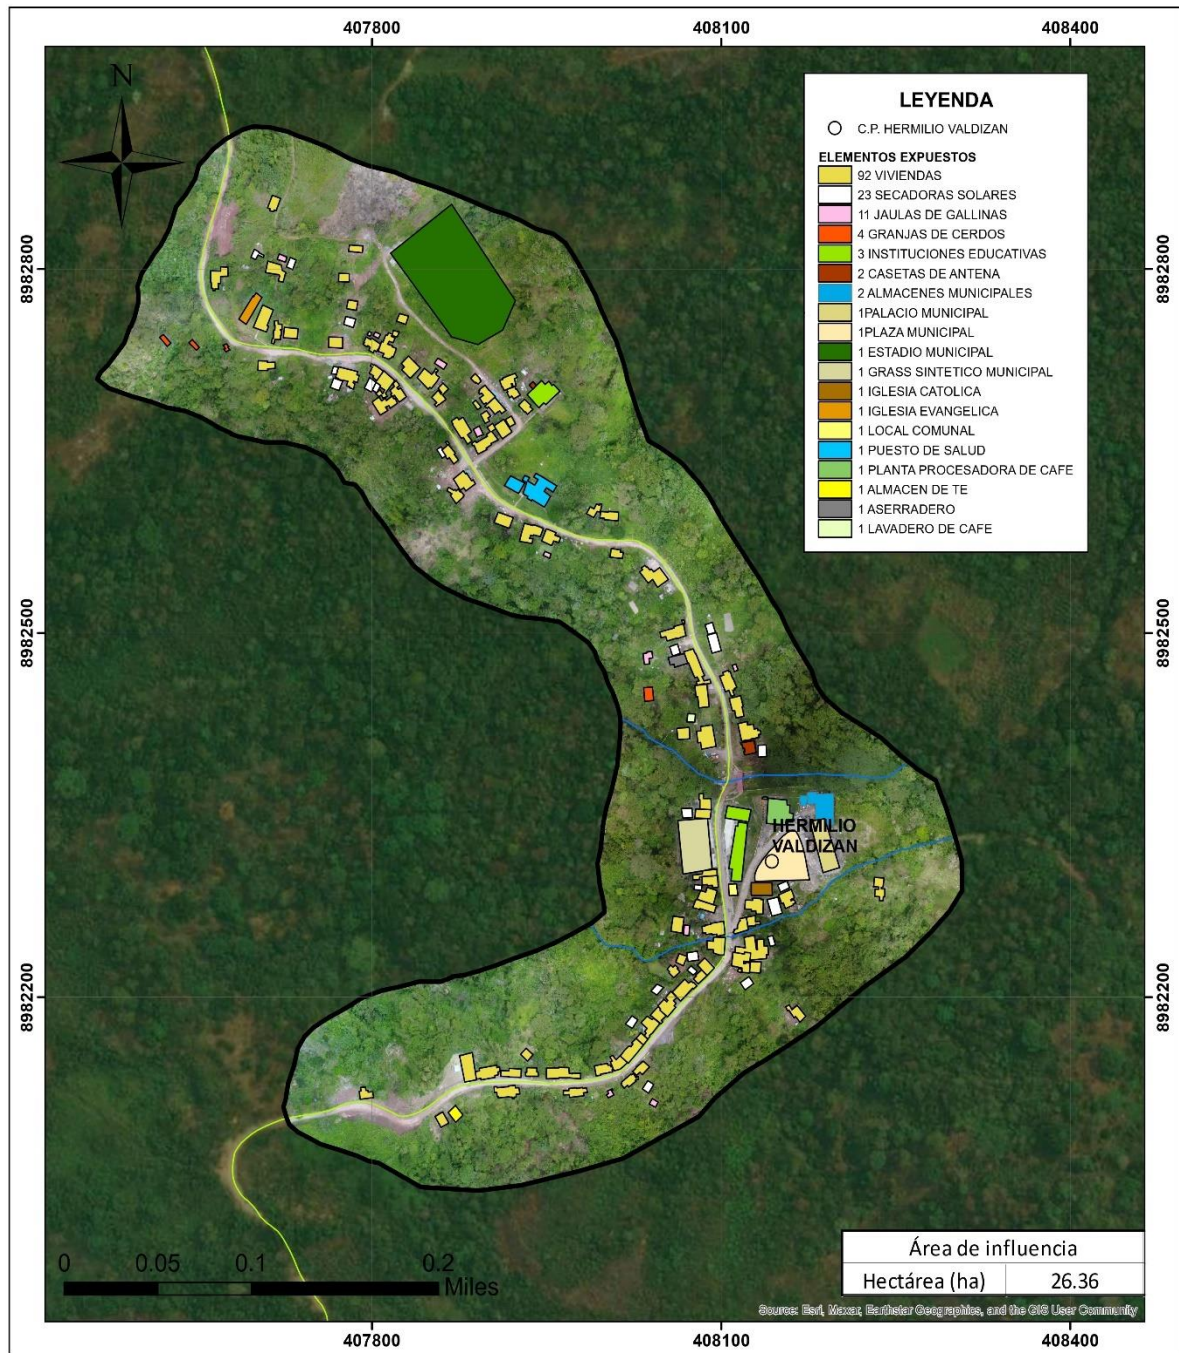 407800 408100 408400
N
LEYENDA
C.P. HERMILIO VALDIZAN
ELEMENTOS EXPUESTOS
92 VIVIENDAS
23 SECADORAS SOLARES
11 JAULAS DE GALLINAS
4 GRANJAS DE CERDOS
3 INSTITUCIONES EDUCATIVAS
2 CASETAS DE ANTENA
2 ALMACENES MUNICIPALES
1PALACIO MUNICIPAL
1PLAZA MUNICIPAL
1 ESTADIO MUNICIPAL
1 GRASS SINTETICO MUNICIPAL
1 IGLESIA CATOLICA
1 IGLESIA EVANGELICA
1 LOCAL COMUNAL
1 PUESTO DE SALUD
1 PLANTA PROCESADORA DE CAFE
1 ALMACEN DE TE
1 ASERRADERO
1 LAVADERO DE CAFE
8982800 8982800
8982500 8982500
HERMILIO
VALDIZAN
8982200 8982200
0 0.05 0.1 0.2
Miles
Área de influencia
Hectárea (ha) 26.36
Source: Esri, Maxar, Earthstar Geographics, and the GIS User Community
407800 408100 408400